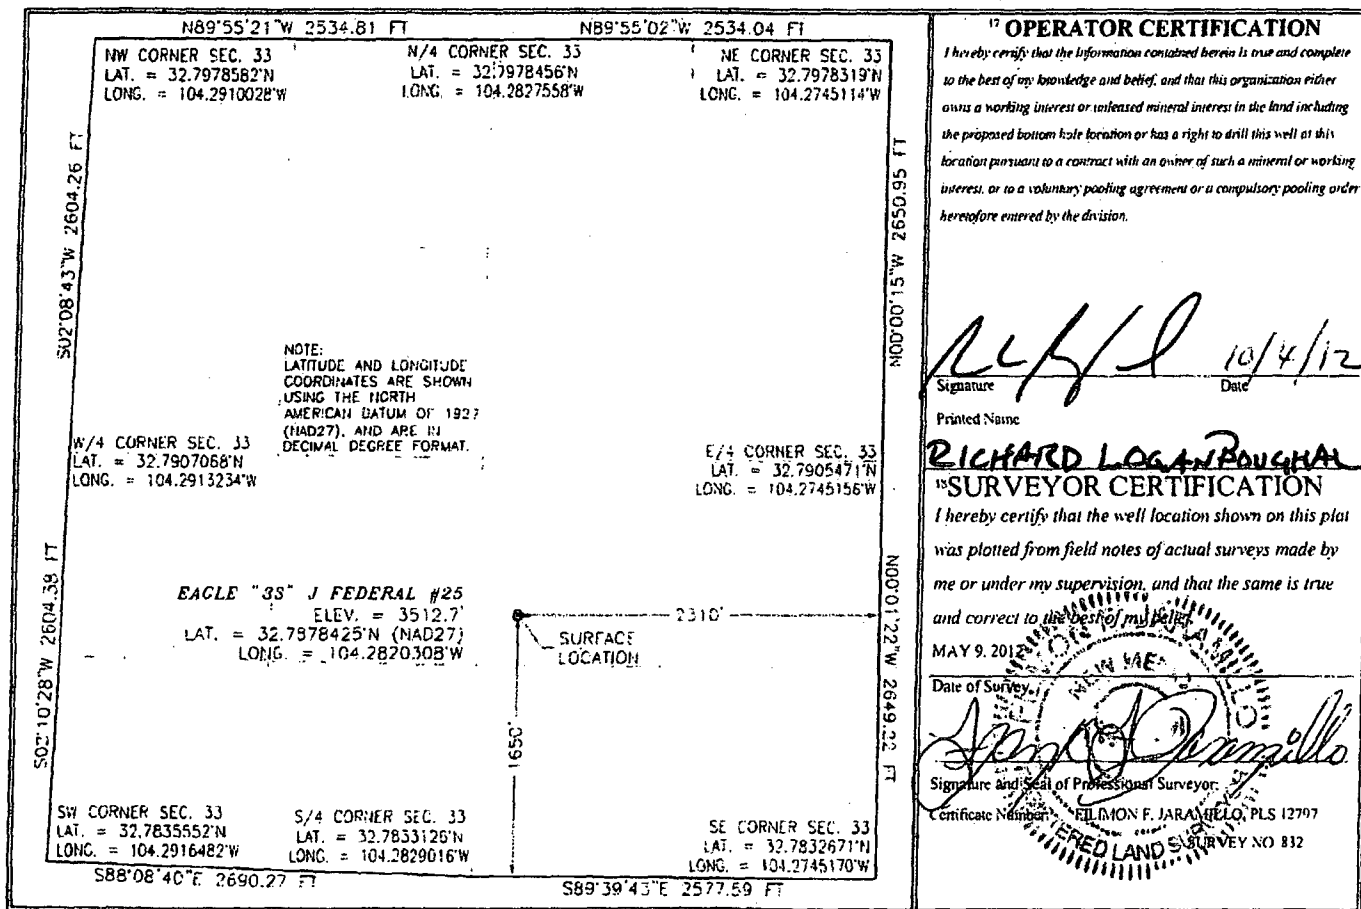 N89°55'21"W 2534.81 FT
N89°55'02"W 2534.04 FT
NW CORNER SEC. 33
LAT. = 32.7978582°N
LONG. = 104.2910028°W
N/4 CORNER SEC. 33
LAT. = 32.7978456°N
LONG. = 104.2827558°W
NE CORNER SEC. 33
LAT. = 32.7978319°N
LONG. = 104.2745114°W
S02°08'43"W 2604.26 FT
N00°00'15"W 2650.95 FT
NOTE:
LATITUDE AND LONGITUDE
COORDINATES ARE SHOWN
USING THE NORTH
AMERICAN DATUM OF 1927
(NAD27), AND ARE IN
DECIMAL DEGREE FORMAT.
W/4 CORNER SEC. 33
LAT. = 32.7907068°N
LONG. = 104.2913234°W
E/4 CORNER SEC. 33
LAT. = 32.7905471°N
LONG. = 104.2745156°W
S02°10'28"W 2604.38 FT
N00°01'22"W 2649.22 FT
EAGLE "33" J FEDERAL #25
ELEV. = 3512.7'
LAT. = 32.7878425°N (NAD27)
LONG. = 104.2820308°W
SURFACE
LOCATION
2310'
1650'
SW CORNER SEC. 33
LAT. = 32.7835552°N
LONG. = 104.2916482°W
S/4 CORNER SEC. 33
LAT. = 32.7833126°N
LONG. = 104.2829016°W
SE CORNER SEC. 33
LAT. = 32.7832671°N
LONG. = 104.2745170°W
S88°08'40"E 2690.27 FT
S89°39'43"E 2577.59 FT
17 OPERATOR CERTIFICATION
I hereby certify that the information contained herein is true and complete
to the best of my knowledge and belief, and that this organization either
owns a working interest or unleased mineral interest in the land including
the proposed bottom hole location or has a right to drill this well at this
location pursuant to a contract with an owner of such a mineral or working
interest, or to a voluntary pooling agreement or a compulsory pooling order
heretofore entered by the division.
10/4/12
Signature Date
Printed Name
RICHARD LOGAN
18 SURVEYOR CERTIFICATION
I hereby certify that the well location shown on this plat
was plotted from field notes of actual surveys made by
me or under my supervision, and that the same is true
and correct to the best of my belief.
MAY 9, 2012
Date of Survey
Signature and Seal of Professional Surveyor:
Certificate Number: FILIMON F. JARAMILLO, PLS 12797
SURVEY NO 832